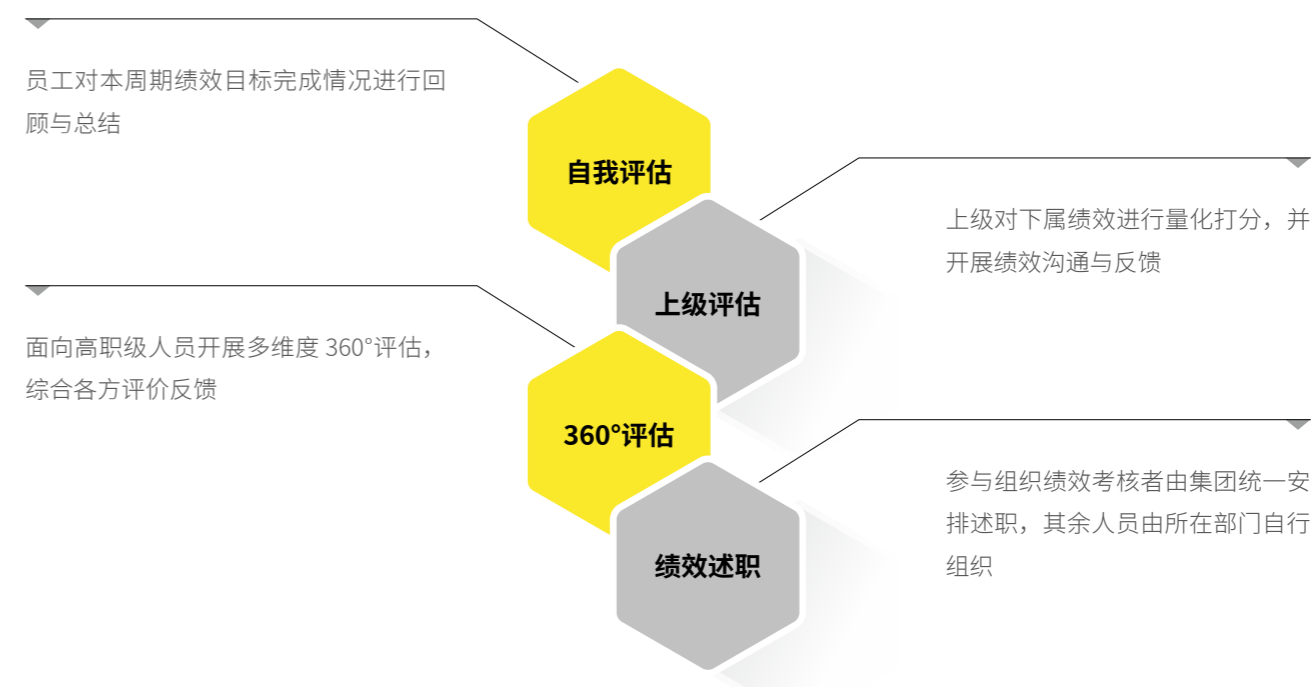 员工对本周期绩效目标完成情况进行回
顾与总结
自我评估
上级对下属绩效进行量化打分，并
开展绩效沟通与反馈
上级评估
面向高职级人员开展多维度 360°评估，
综合各方评价反馈
360°评估
参与组织绩效考核者由集团统一安
排述职，其余人员由所在部门自行
组织
绩效述职